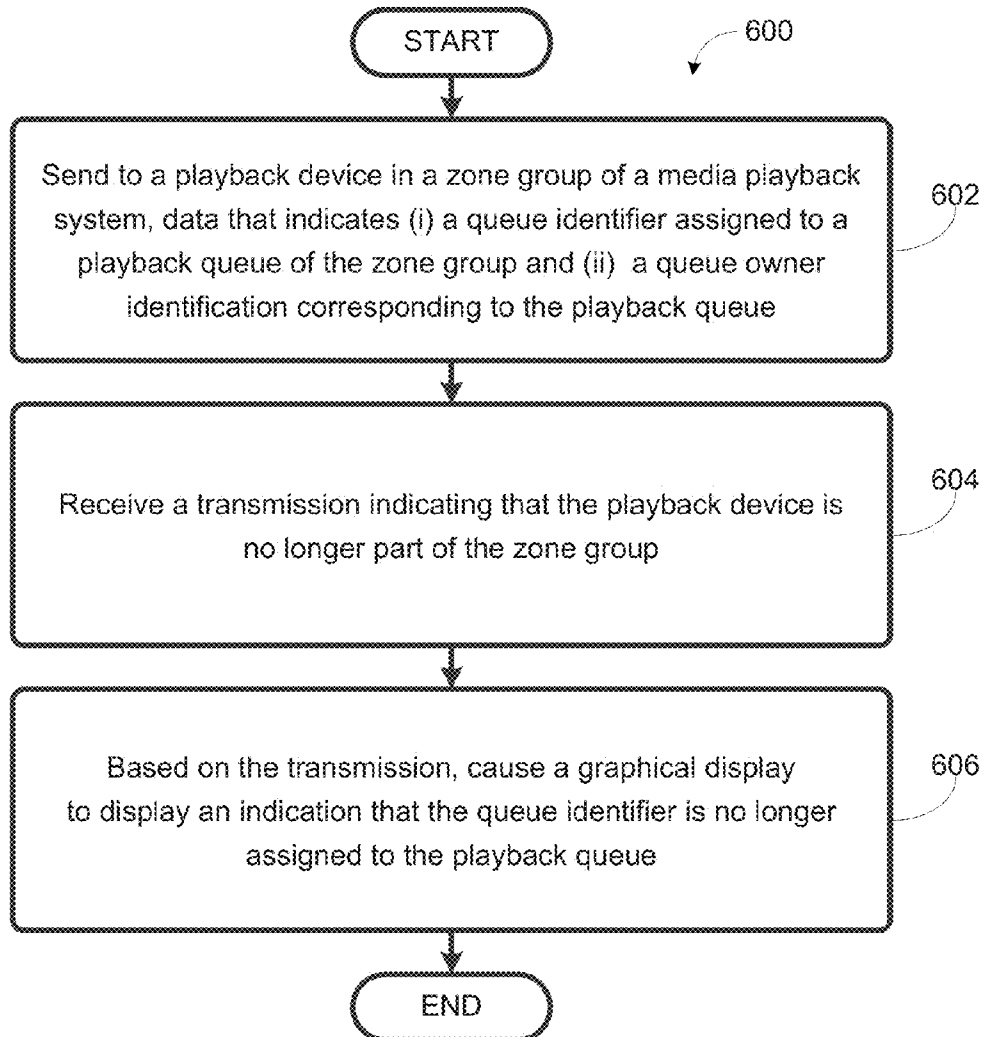 START
600
Send to a playback device in a zone group of a media playback
system, data that indicates (i) a queue identifier assigned to a
playback queue of the zone group and (ii) a queue owner
identification corresponding to the playback queue
602
Receive a transmission indicating that the playback device is
no longer part of the zone group
604
Based on the transmission, cause a graphical display
to display an indication that the queue identifier is no longer
assigned to the playback queue
606
END